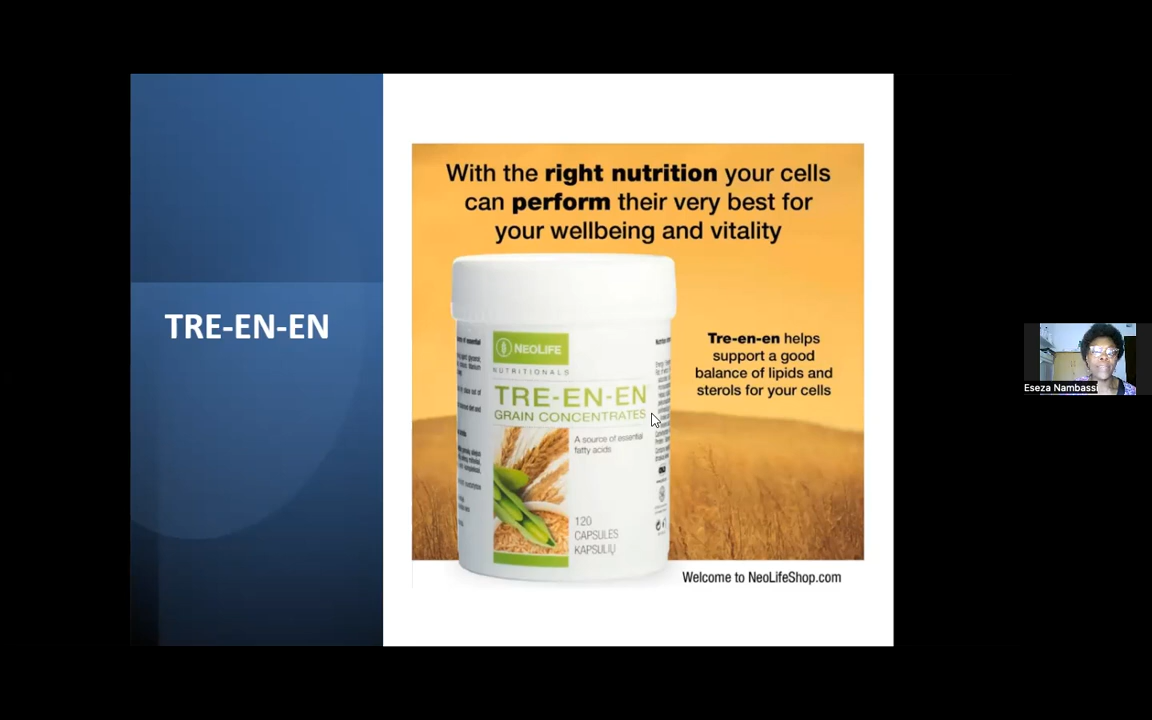 TRE-EN-EN
With the right nutrition your cells
can perform their very best for
your wellbeing and vitality
NEOLIFE
NUTRITIONALS
TRE-EN-EN
GRAIN CONCENTRATES
A source of essential
fatty acids
120
CAPSULES
KAPSULIŲ
Tre-en-en helps
support a good
balance of lipids and
sterols for your cells
Welcome to NeoLifeShop.com
Eseza Nambassi